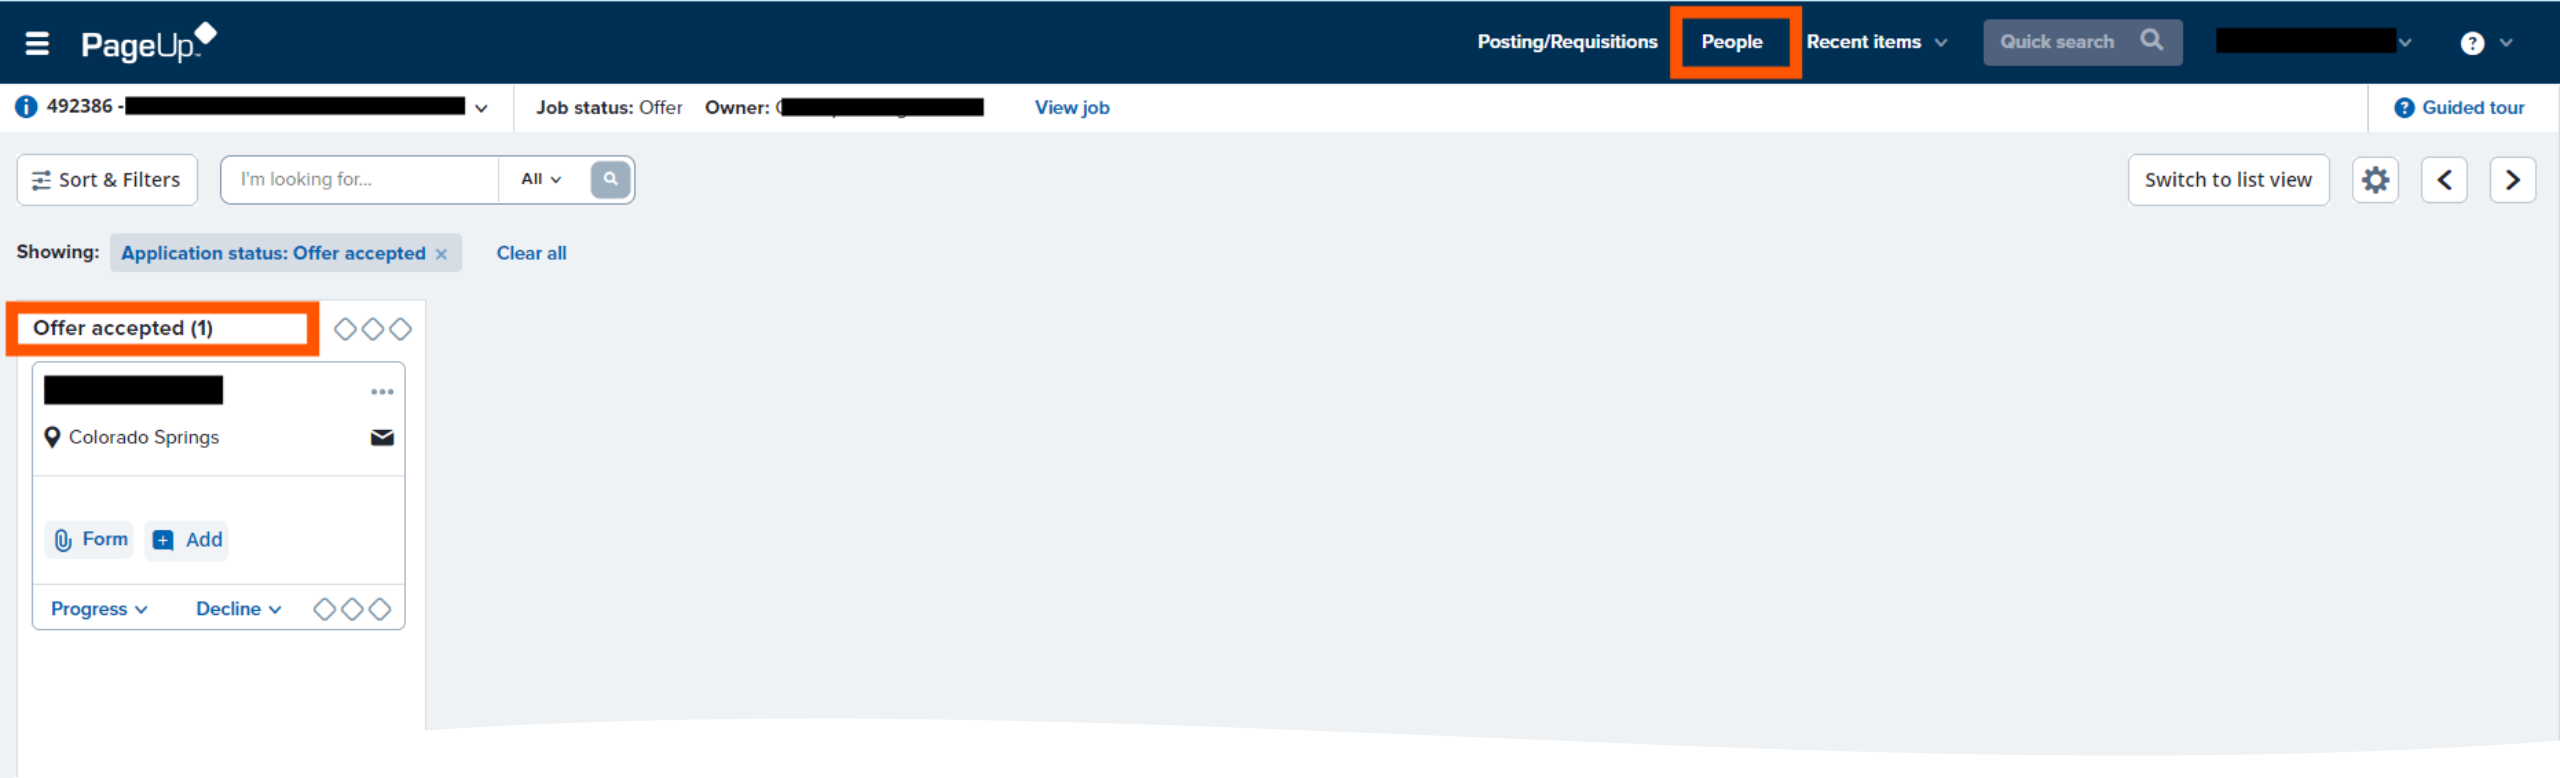 PageUp
Posting/Requisitions People Recent items Quick search ?
492386 - Job status: Offer Owner: View job Guided tour
Sort & Filters I'm looking for... All Switch to list view
Showing: Application status: Offer accepted × Clear all
Offer accepted (1)
Colorado Springs
Form Add
Progress Decline